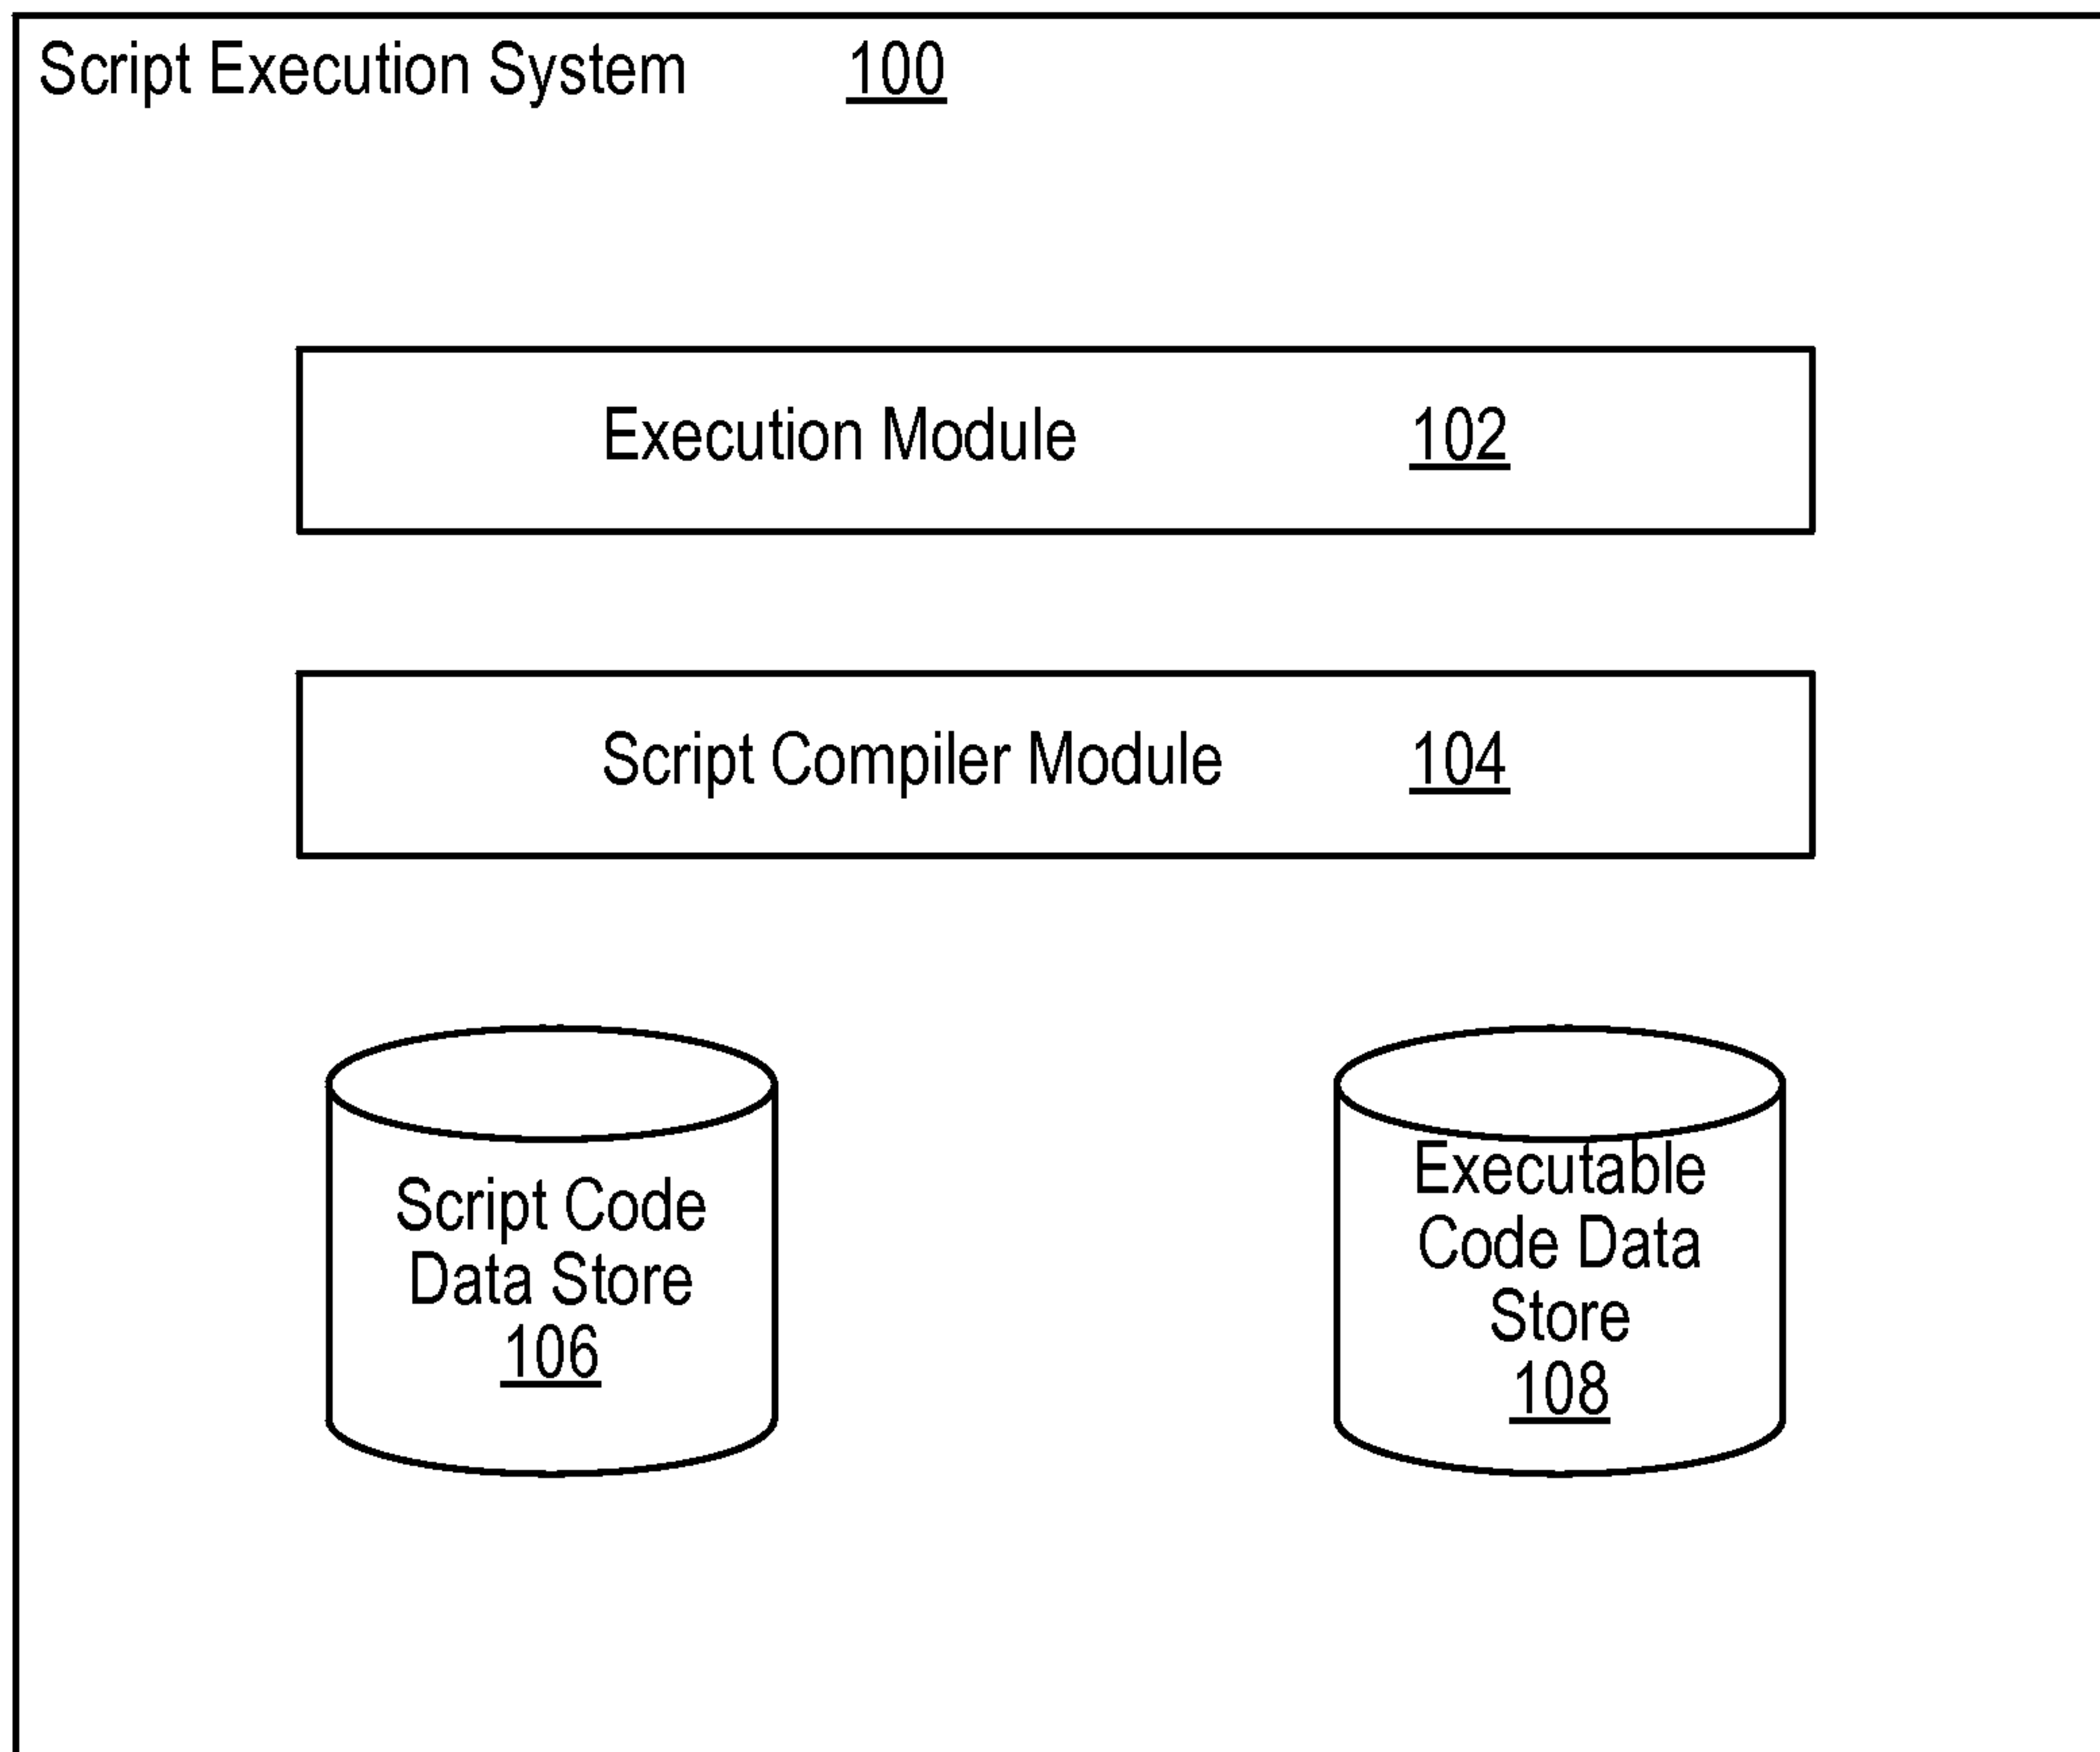 Script Execution System 100
Execution Module 102
Script Compiler Module 104
Script Code
Data Store
106
Executable
Code Data
Store
108